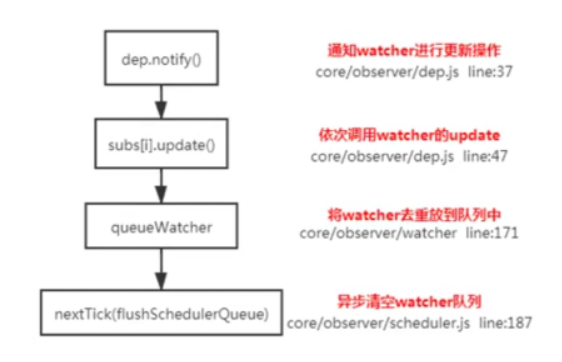 dep.notify()
通知watcher进行更新操作
core/observer/dep.js line:37
subs[i].update()
依次调用watcher的update
core/observer/dep.js line:47
queueWatcher
将watcher去重放到队列中
core/observer/watcher line:171
nextTick(flushSchedulerQueue)
异步清空watcher队列
core/observer/scheduler.js line:187